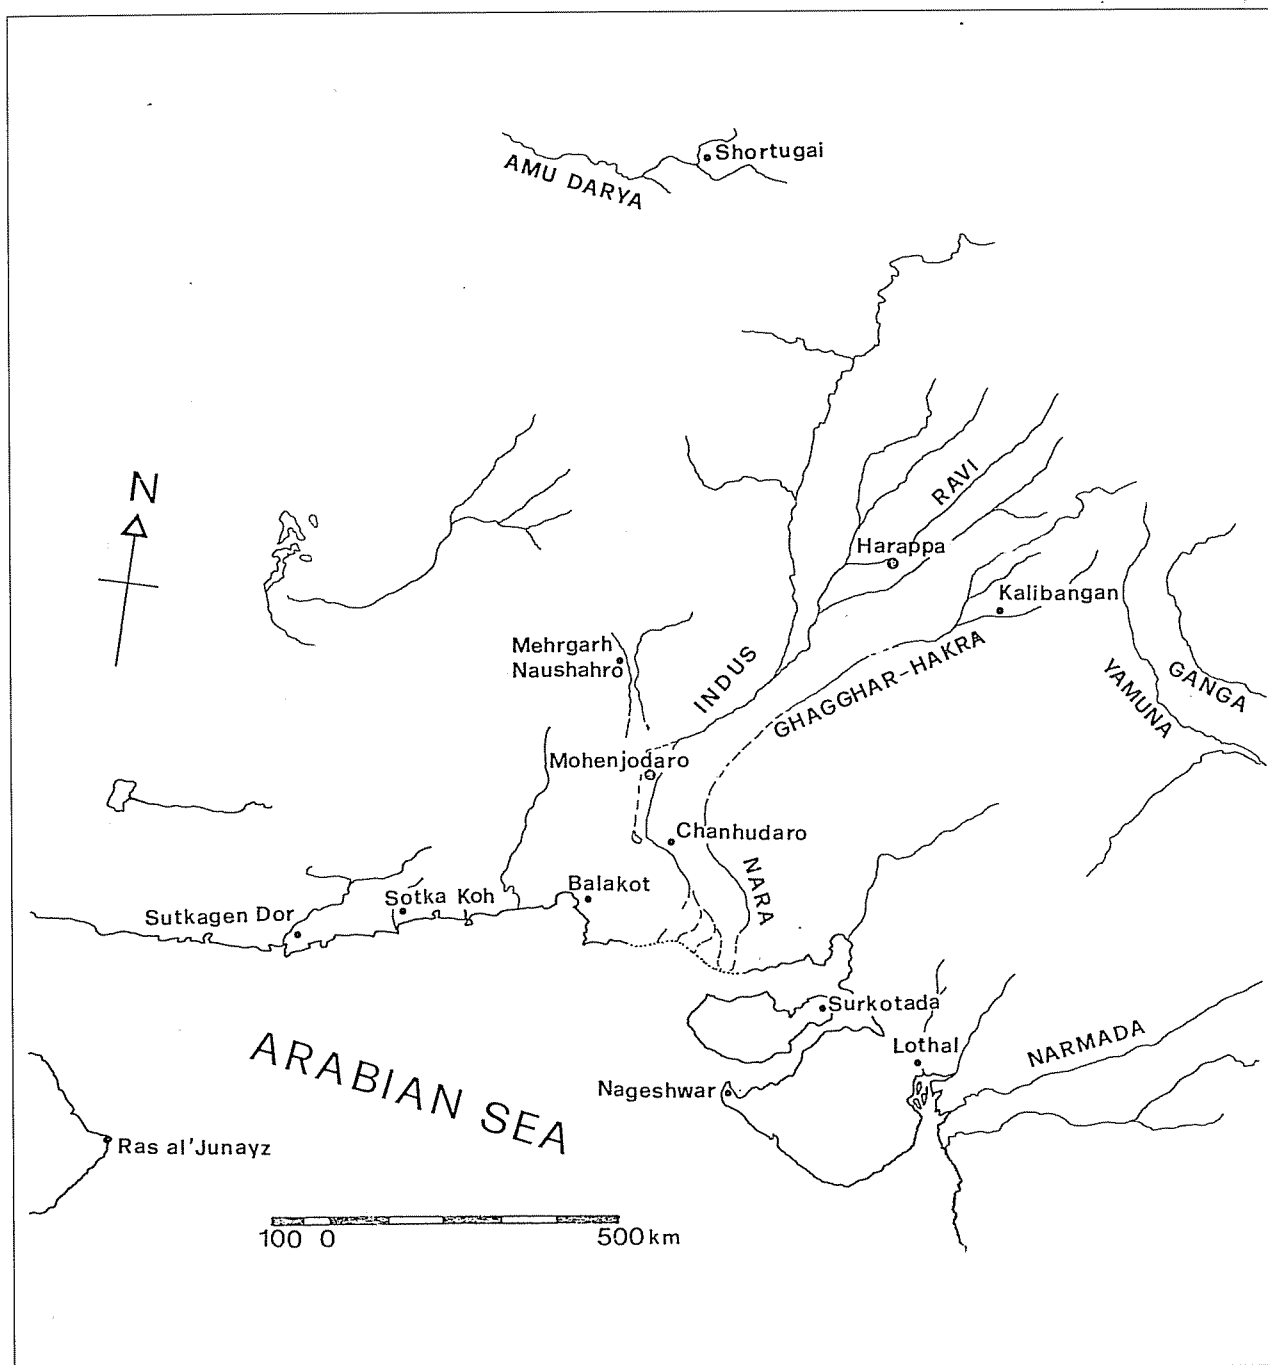 Shortugai
AMU DARYA
N
RAVI
Harappa
Kalibangan
Mehrgarh
Naushahro
INDUS
GHAGGHAR-HAKRA
GANGA
YAMUNA
Mohenjodaro
Chanhudaro
NARA
Balakot
Sotka Koh
Sutkagen Dor
Surkotada
Lothal
NARMADA
Nageshwar
ARABIAN SEA
Ras al'Junayz
100 0 500 km